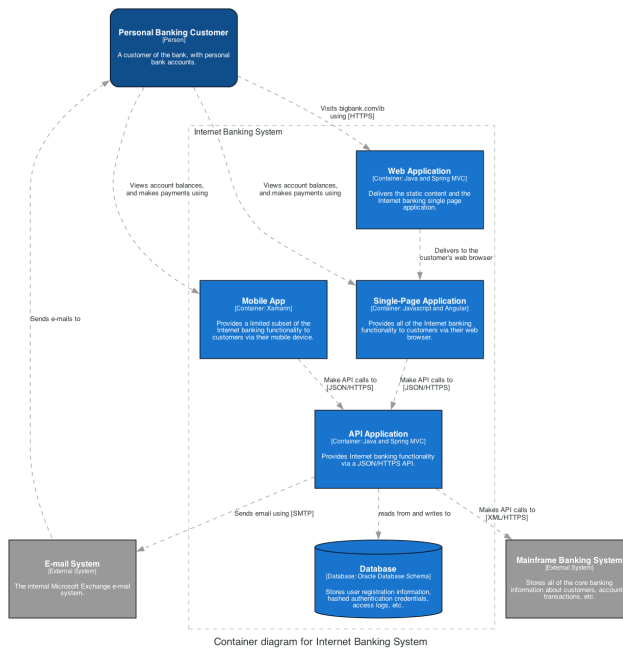 Personal Banking Customer
[Person]
A customer of the bank, with personal
bank accounts.
Visits bigbank.com/ib
using [HTTPS]
Internet Banking System
Web Application
[Container: Java and Spring MVC]
Delivers the static content and the
Internet banking single page
application.
Views account balances,
and makes payments using
Views account balances,
and makes payments using
Delivers to the
customer's web browser
Mobile App
[Container: Xamarin]
Provides a limited subset of the
Internet banking functionality to
customers via their mobile device.
Single-Page Application
[Container: Javascript and Angular]
Provides all of the Internet banking
functionality to customers via their web
browser.
Sends e-mails to
Make API calls to
[JSON/HTTPS]
Make API calls to
[JSON/HTTPS]
API Application
[Container: Java and Spring MVC]
Provides Internet banking functionality
via a JSON/HTTPS API.
Sends email using [SMTP]
reads from and writes to
Makes API calls to
[XML/HTTPS]
E-mail System
[External System]
The internal Microsoft Exchange e-mail
system.
Database
[Database: Oracle Database Schema]
Stores user registration information,
hashed authentication credentials,
access logs, etc.
Mainframe Banking System
[External System]
Stores all of the core banking
information about customers, account
transactions, etc.
Container diagram for Internet Banking System